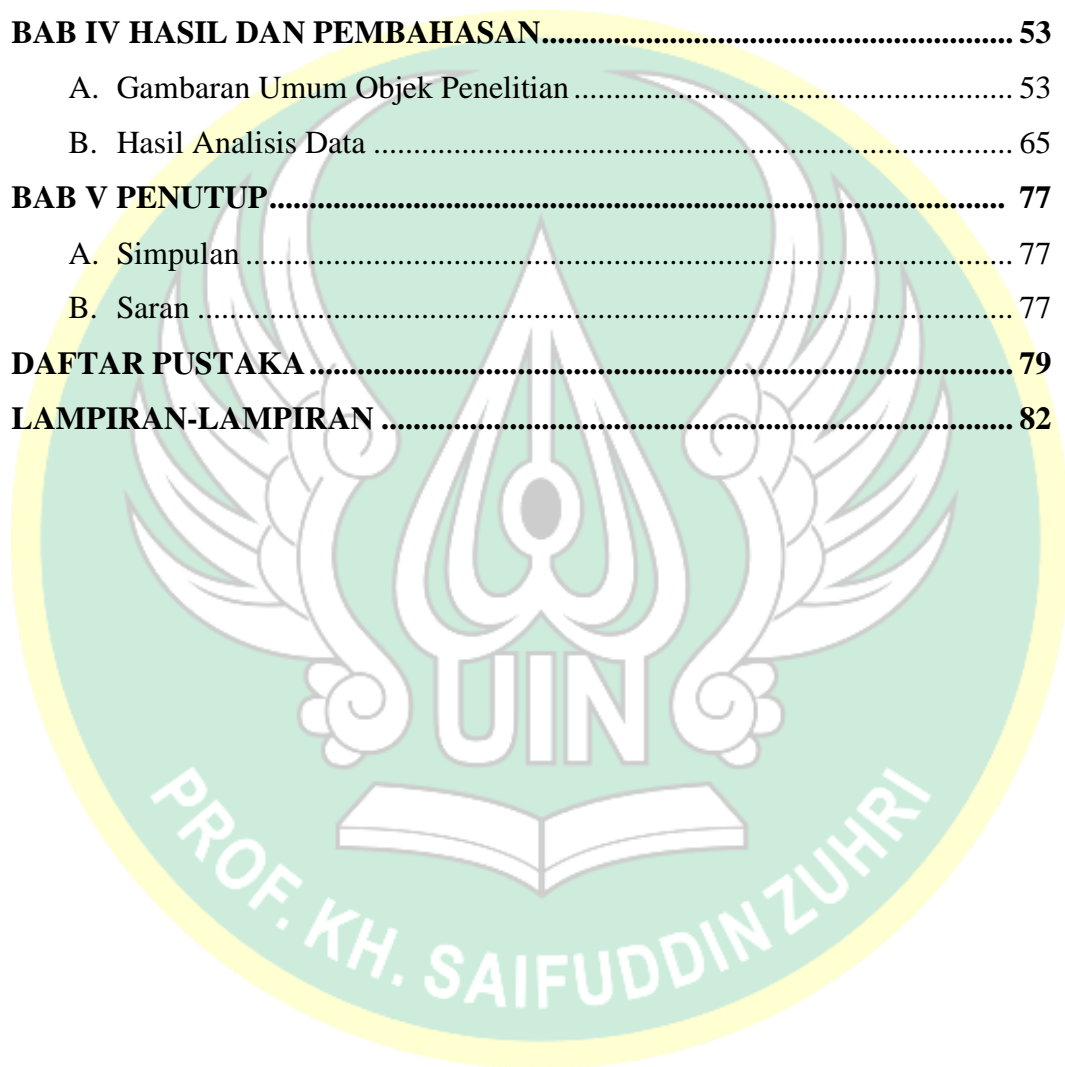 BAB IV HASIL DAN PEMBAHASAN.......................................................................... 53
A. Gambaran Umum Objek Penelitian .......................................................... 53
B. Hasil Analisis Data .................................................................................... 65
BAB V PENUTUP.................................................................................................. 77
A. Simpulan .................................................................................................... 77
B. Saran .......................................................................................................... 77
DAFTAR PUSTAKA ............................................................................................. 79
LAMPIRAN-LAMPIRAN .................................................................................... 82
UIN
PROF. KH. SAIFUDDIN ZUHRI